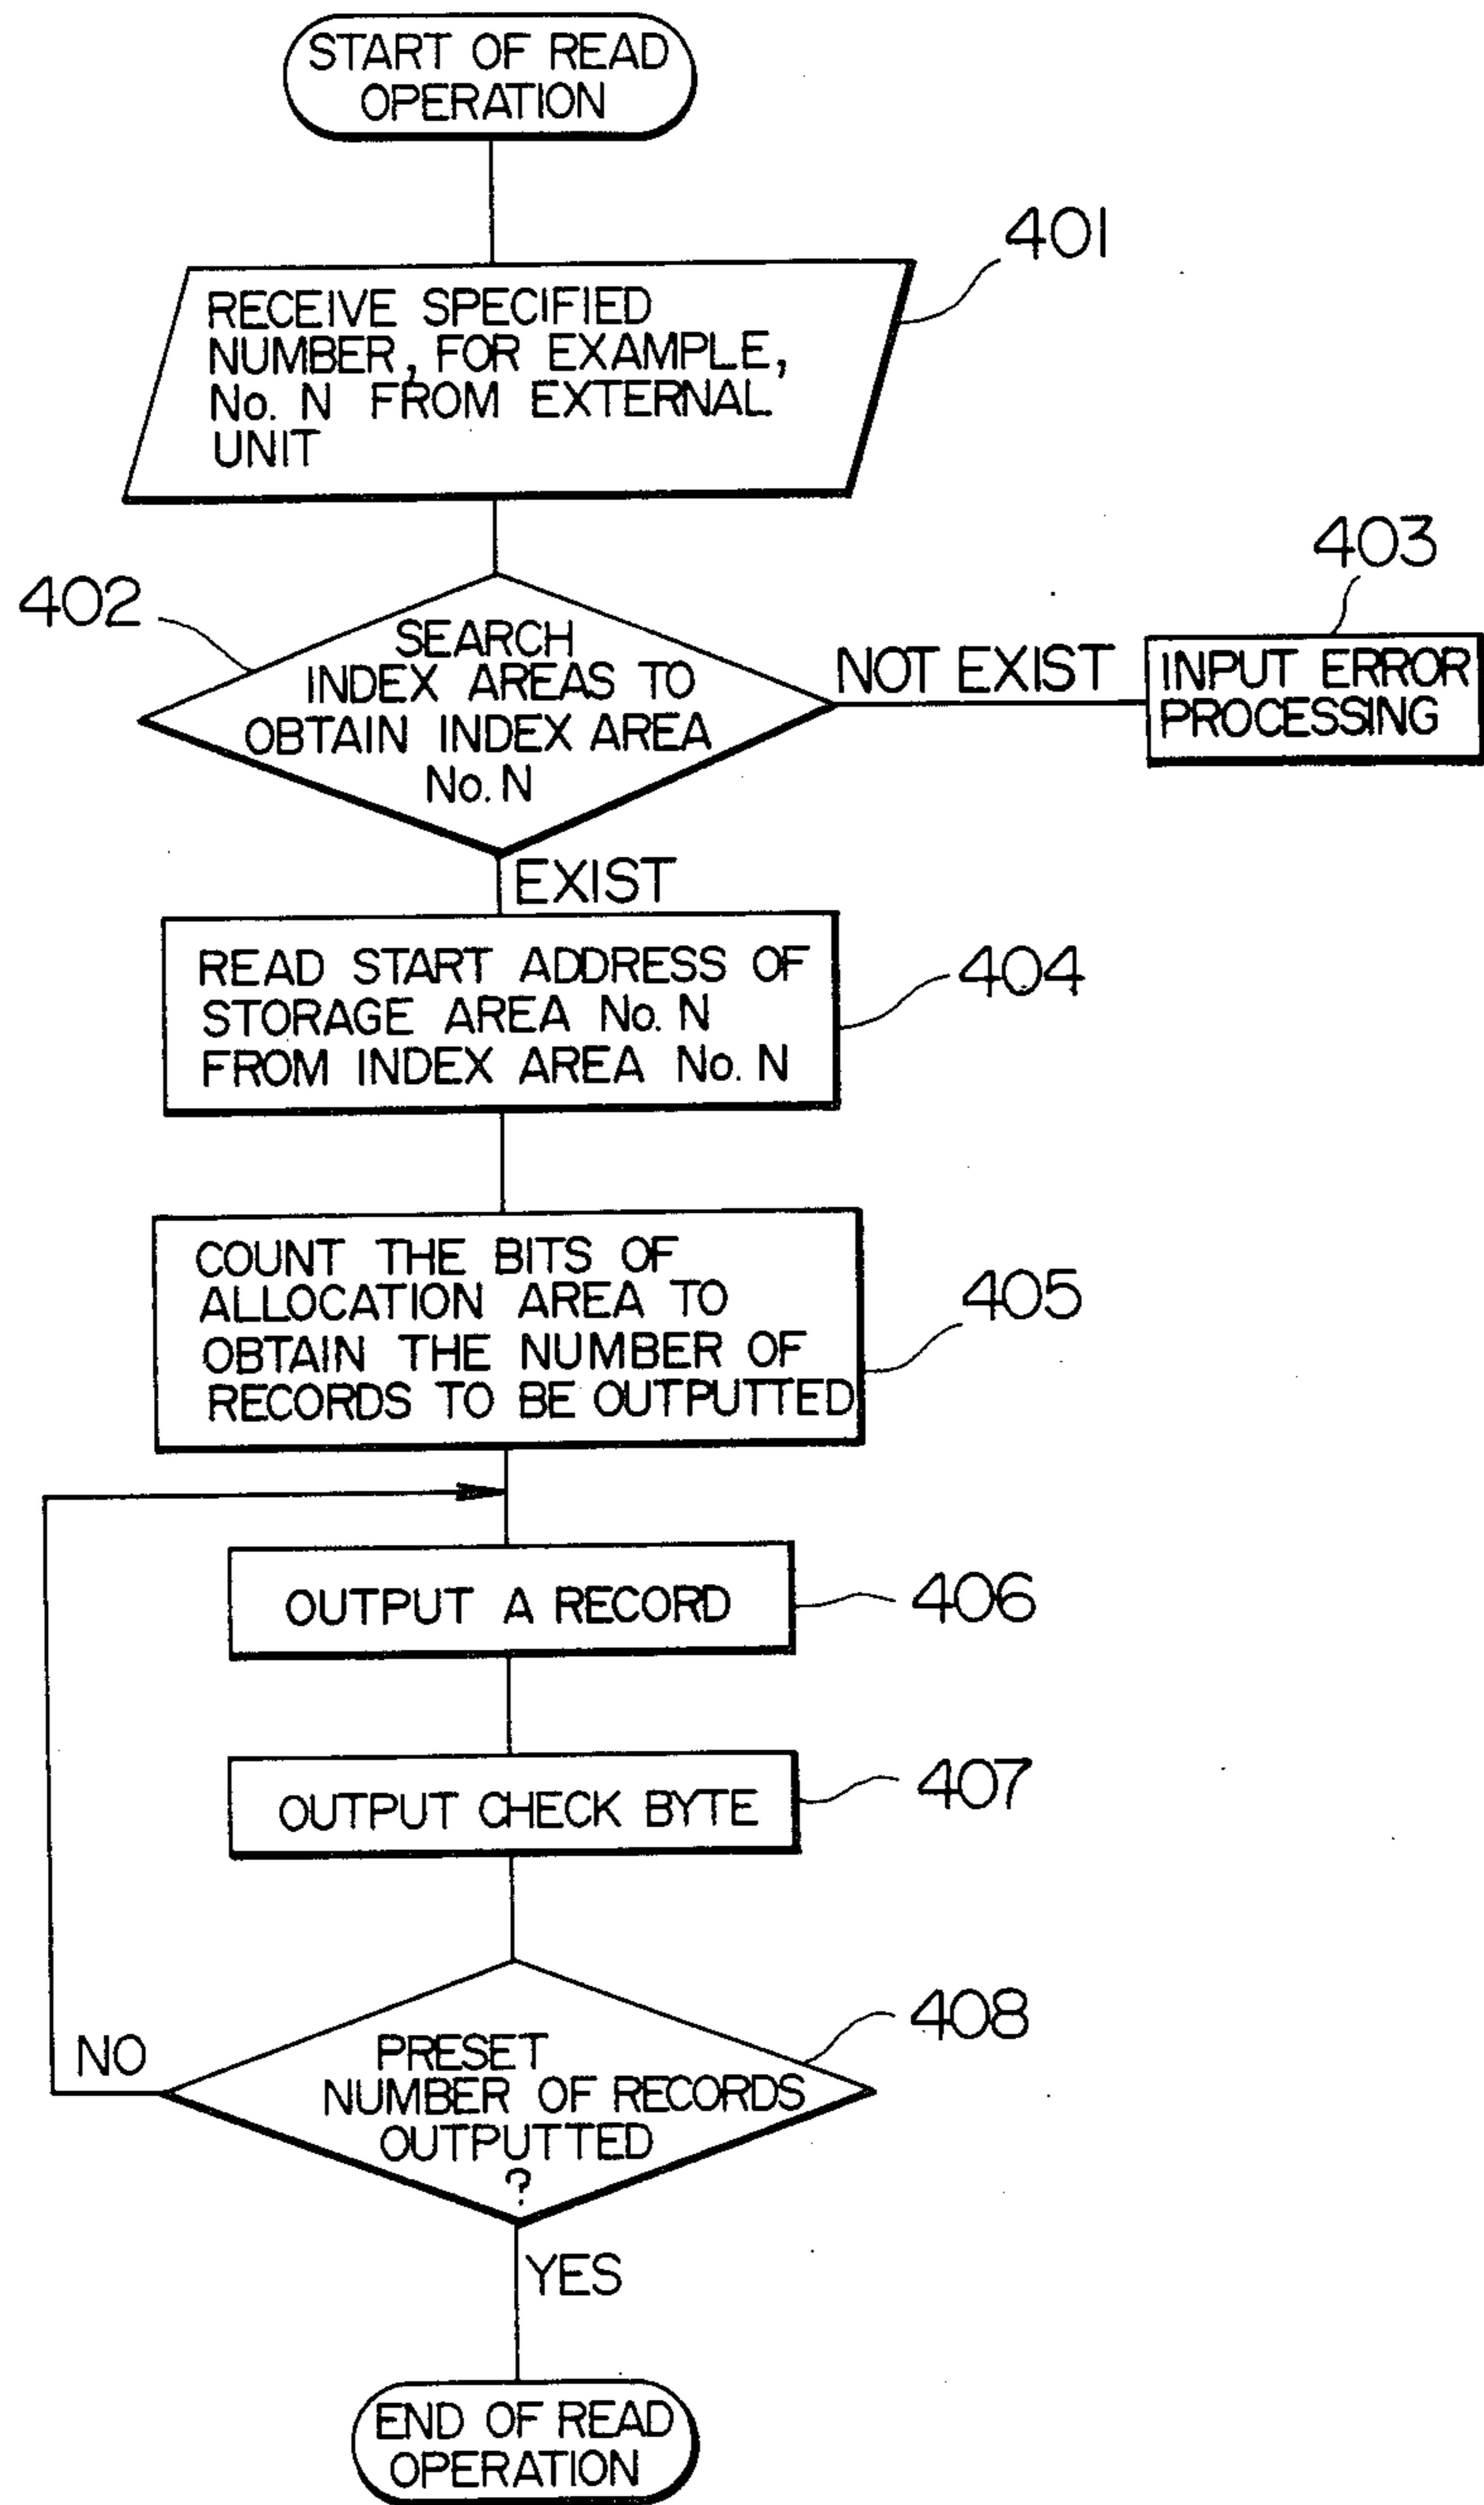 START OF READ
OPERATION
401
RECEIVE SPECIFIED
NUMBER, FOR EXAMPLE,
No. N FROM EXTERNAL
UNIT
403
402
SEARCH
INDEX AREAS TO
OBTAIN INDEX AREA
No. N
NOT EXIST
INPUT ERROR
PROCESSING
EXIST
READ START ADDRESS OF
STORAGE AREA No. N
FROM INDEX AREA No. N
404
COUNT THE BITS OF
ALLOCATION AREA TO
OBTAIN THE NUMBER OF
RECORDS TO BE OUTPUTTED
405
OUTPUT A RECORD
406
OUTPUT CHECK BYTE
407
408
NO
PRESET
NUMBER OF RECORDS
OUTPUTTED
?
YES
END OF READ
OPERATION